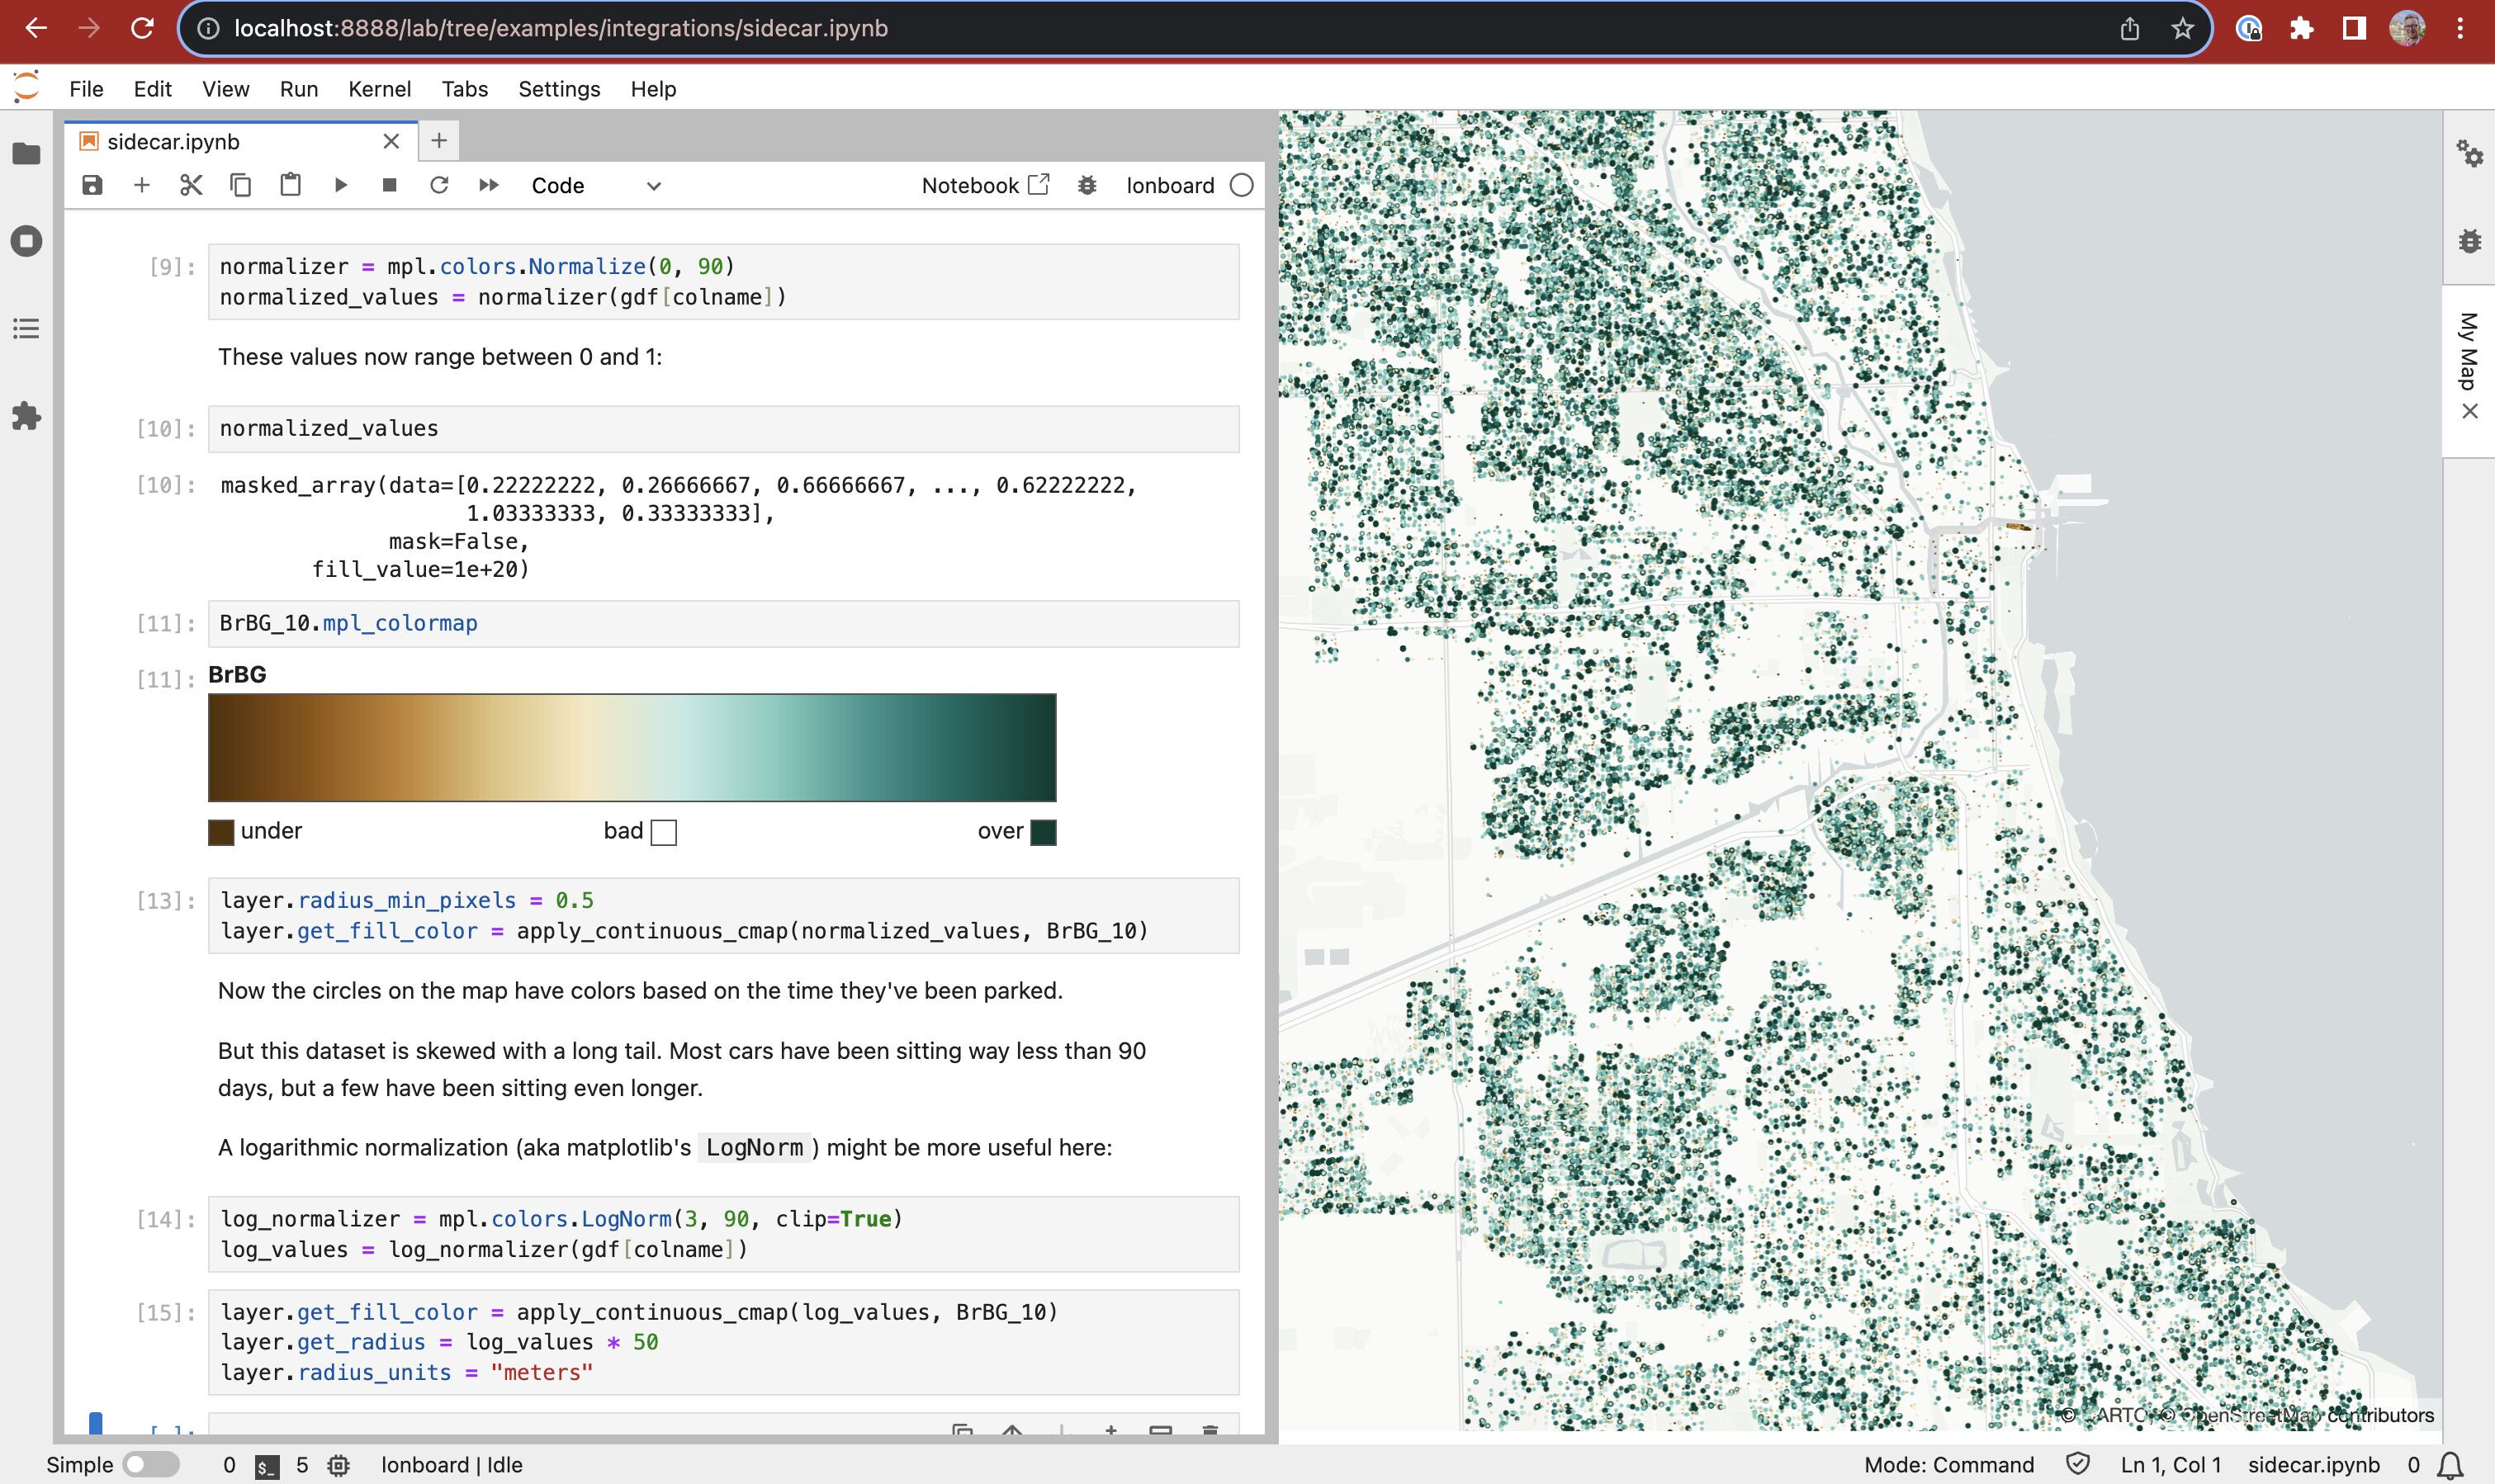 localhost:8888/lab/tree/examples/integrations/sidecar.ipynb
File Edit View Run Kernel Tabs Settings Help
sidecar.ipynb
Code
Notebook
lonboard
[9]:
normalizer = mpl.colors.Normalize(0, 90)
normalized_values = normalizer(gdf[colname])
These values now range between 0 and 1:
[10]:
normalized_values
[10]:
masked_array(data=[0.22222222, 0.26666667, 0.66666667, ..., 0.62222222,
1.03333333, 0.33333333],
mask=False,
fill_value=1e+20)
[11]:
BrBG_10.mpl_colormap
[11]:
BrBG
under bad over
[13]:
layer.radius_min_pixels = 0.5
layer.get_fill_color = apply_continuous_cmap(normalized_values, BrBG_10)
Now the circles on the map have colors based on the time they've been parked.
But this dataset is skewed with a long tail. Most cars have been sitting way less than 90
days, but a few have been sitting even longer.
A logarithmic normalization (aka matplotlib's LogNorm ) might be more useful here:
[14]:
log_normalizer = mpl.colors.LogNorm(3, 90, clip=True)
log_values = log_normalizer(gdf[colname])
[15]:
layer.get_fill_color = apply_continuous_cmap(log_values, BrBG_10)
layer.get_radius = log_values * 50
layer.radius_units = "meters"
My Map
© OpenStreetMap contributors
Simple 0 $_ 5 lonboard | Idle
Mode: Command Ln 1, Col 1 sidecar.ipynb 0